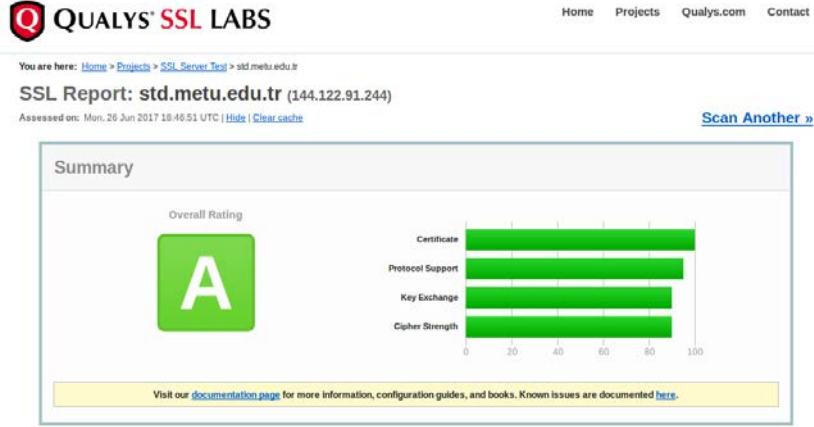 QUALYS® SSL LABS
Home Projects Qualys.com Contact
You are here: Home > Projects > SSL Server Test > std.metu.edu.tr
SSL Report: std.metu.edu.tr (144.122.91.244)
Assessed on: Mon, 26 Jun 2017 18:46:51 UTC | Hide | Clear cache
Scan Another »
Summary
Overall Rating
A
Certificate
Protocol Support
Key Exchange
Cipher Strength
0 20 40 60 80 100
Visit our documentation page for more information, configuration guides, and books. Known issues are documented here.